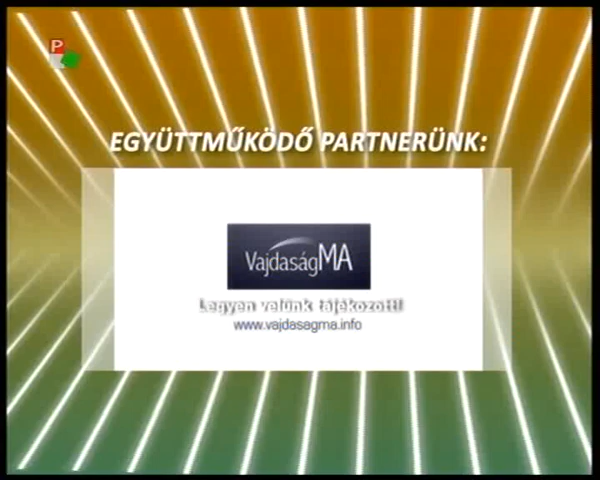 P
EGYÜTTMŰKÖDŐ PARTNERÜNK:
VajdaságMA
Legyen velünk tájékozott!
www.vajdasagma.info